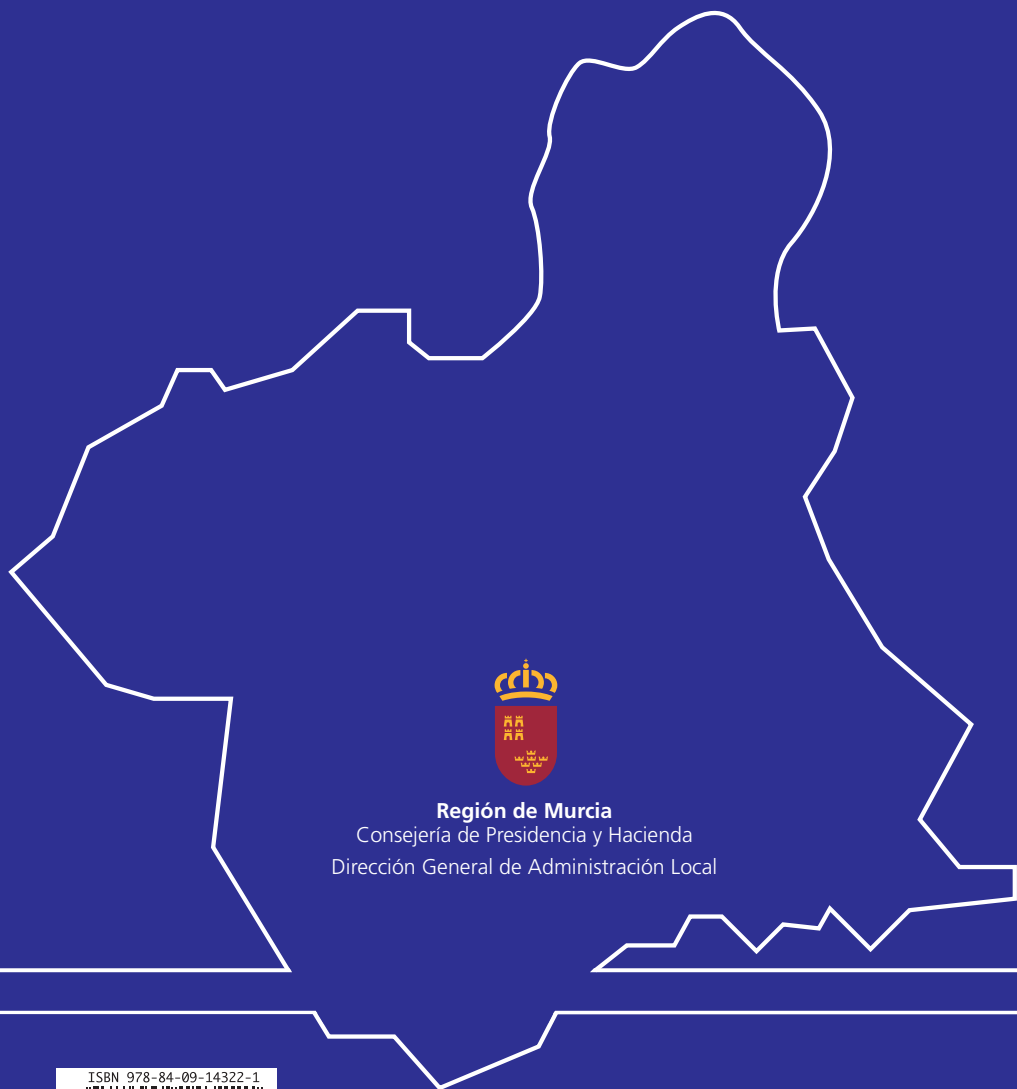 Región de Murcia
Consejería de Presidencia y Hacienda
Dirección General de Administración Local
ISBN 978-84-09-14322-1